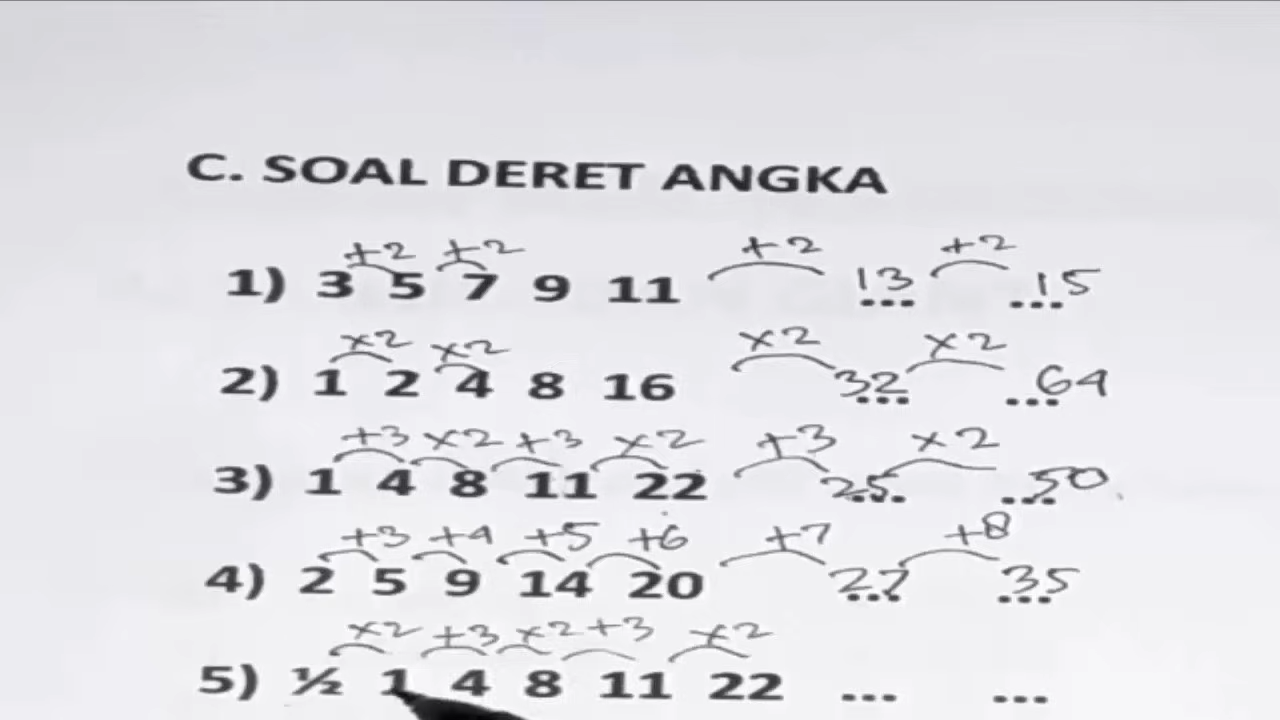 C. SOAL DERET ANGKA
+2 +2 +2 +2
1) 3 5 7 9 11 ... 13 ... 15
x2 x2 x2 x2
2) 1 2 4 8 16 ... 32 ... 64
+3 x2 +3 x2 +3 x2
3) 1 4 8 11 22 ... 25 ... 50
+3 +4 +5 +6 +7 +8
4) 2 5 9 14 20 ... 27 ... 35
x2 +3 x2 +3 x2
5) ½ 1 4 8 11 22 ... ...